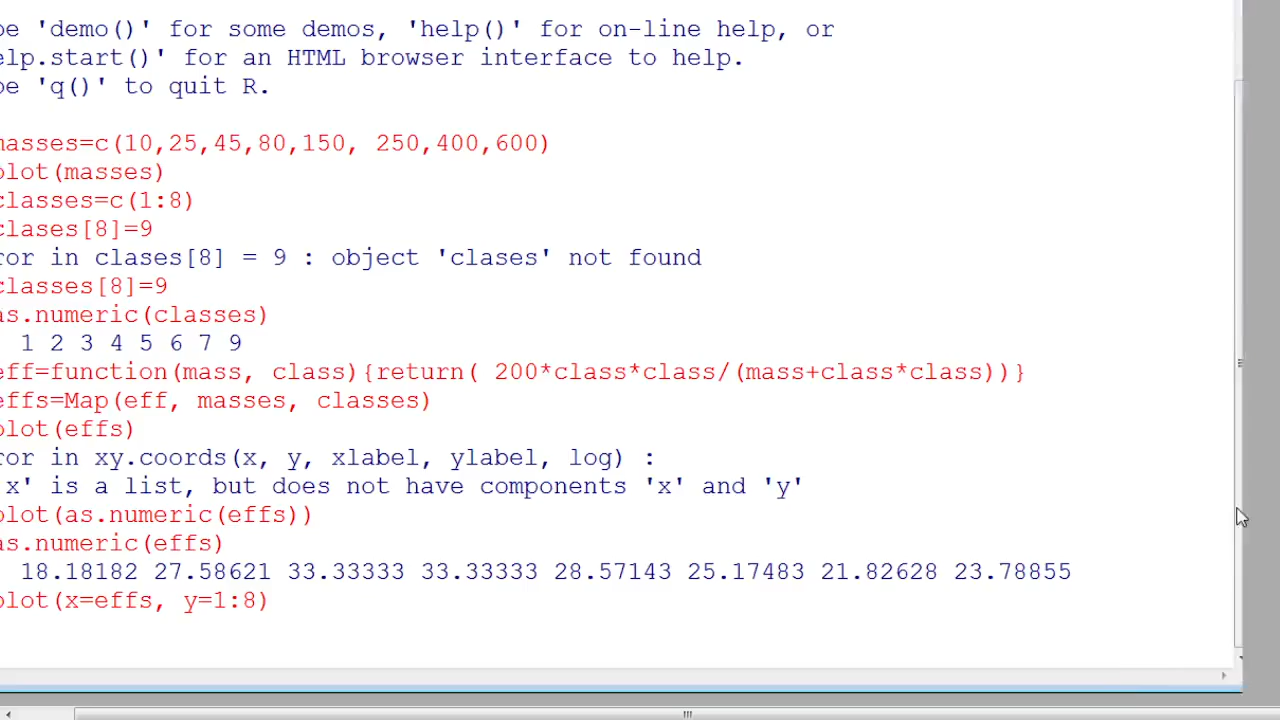 pe 'demo()' for some demos, 'help()' for on-line help, or
elp.start()' for an HTML browser interface to help.
pe 'q()' to quit R.
masses=c(10,25,45,80,150, 250,400,600)
plot(masses)
classes=c(1:8)
clases[8]=9
ror in clases[8] = 9 : object 'clases' not found
classes[8]=9
as.numeric(classes)
1 2 3 4 5 6 7 9
eff=function(mass, class){return( 200*class*class/(mass+class*class))}
effs=Map(eff, masses, classes)
plot(effs)
ror in xy.coords(x, y, xlabel, ylabel, log) :
x' is a list, but does not have components 'x' and 'y'
plot(as.numeric(effs))
as.numeric(effs)
18.18182 27.58621 33.33333 33.33333 28.57143 25.17483 21.82628 23.78855
plot(x=effs, y=1:8)